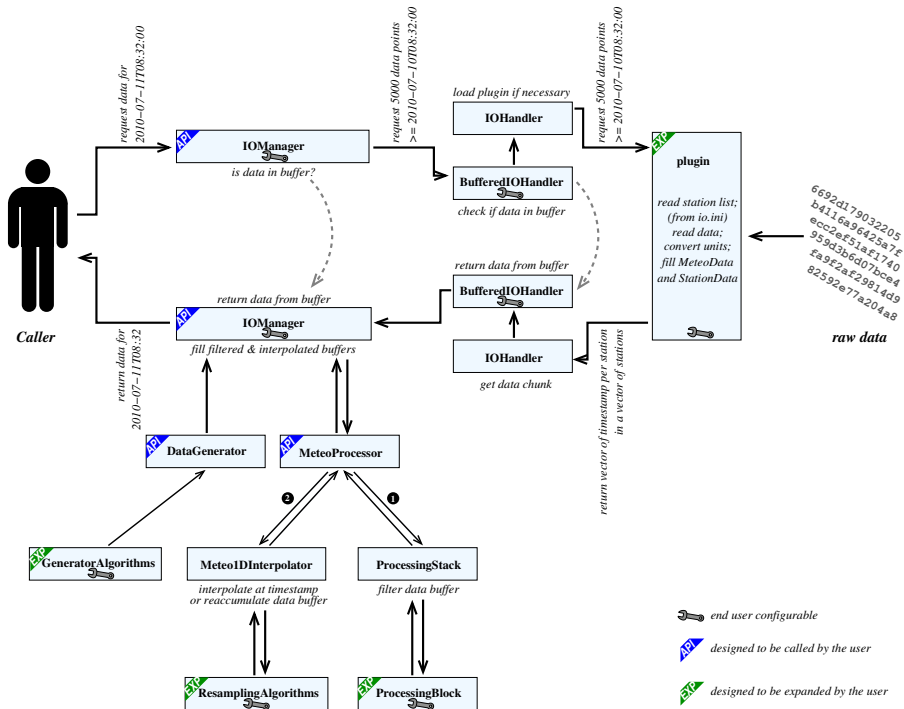 request data for
2010-07-11T08:32:00
request 5000 data points
>= 2010-07-10T08:32:00
load plugin if necessary
request 5000 data points
>= 2010-07-10T08:32:00
API
IOManager
is data in buffer?
IOHandler
BufferedIOHandler
check if data in buffer
EXP
plugin
read station list;
(from io.ini)
read data;
convert units;
fill MeteoData
and StationData
6692d179032205
b4116a96425a7f
ecc2ef51af1740
959d3b6d07bce4
fa9f2af29814d9
82592e77a204a8
raw data
Caller
return data from buffer
BufferedIOHandler
return data from buffer
API
IOManager
fill filtered & interpolated buffers
IOHandler
get data chunk
return data for
2010-07-11T08:32
return vector of timestamp per station
in a vector of stations
API
DataGenerator
API
MeteoProcessor
2
1
EXP
GeneratorAlgorithms
Meteo1DInterpolator
interpolate at timestamp
or reaccumulate data buffer
ProcessingStack
filter data buffer
EXP
ResamplingAlgorithms
EXP
ProcessingBlock
end user configurable
API
designed to be called by the user
EXP
designed to be expanded by the user